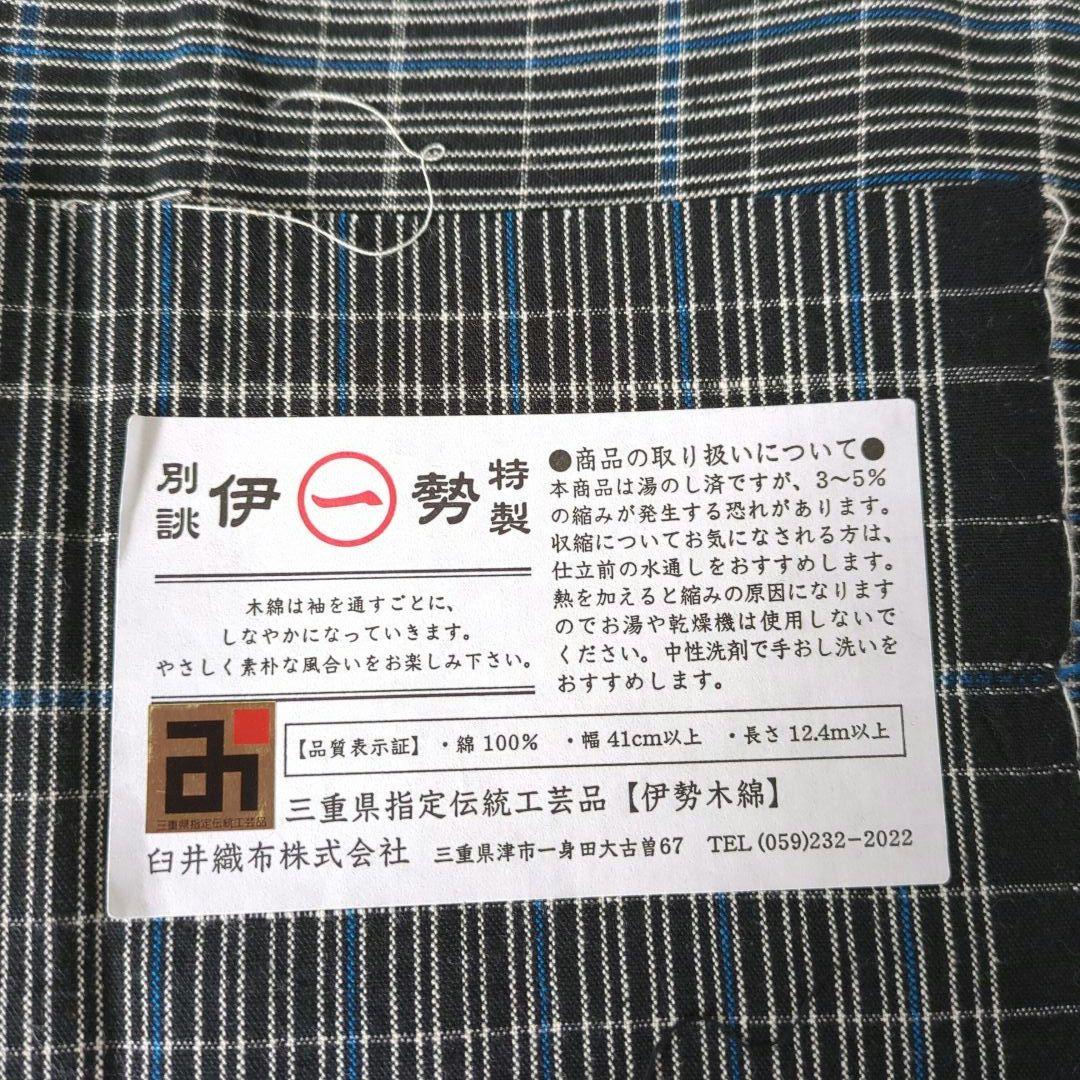 別誂 伊 一 勢 特製
木綿は袖を通すごとに、
しなやかになっていきます。
やさしく素朴な風合いをお楽しみ下さい。
●商品の取り扱いについて●
本商品は湯のし済ですが、3〜5%
の縮みが発生する恐れがあります。
収縮についてお気になされる方は、
仕立前の水通しをおすすめします。
熱を加えると縮みの原因になります
のでお湯や乾燥機は使用しないで
ください。中性洗剤で手おし洗いを
おすすめします。
【品質表示証】 ・綿 100% ・幅 41cm以上 ・長さ 12.4m以上
三重県指定伝統工芸品
三重県指定伝統工芸品【伊勢木綿】
臼井織布株式会社 三重県津市一身田大古曽67 TEL (059)232-2022